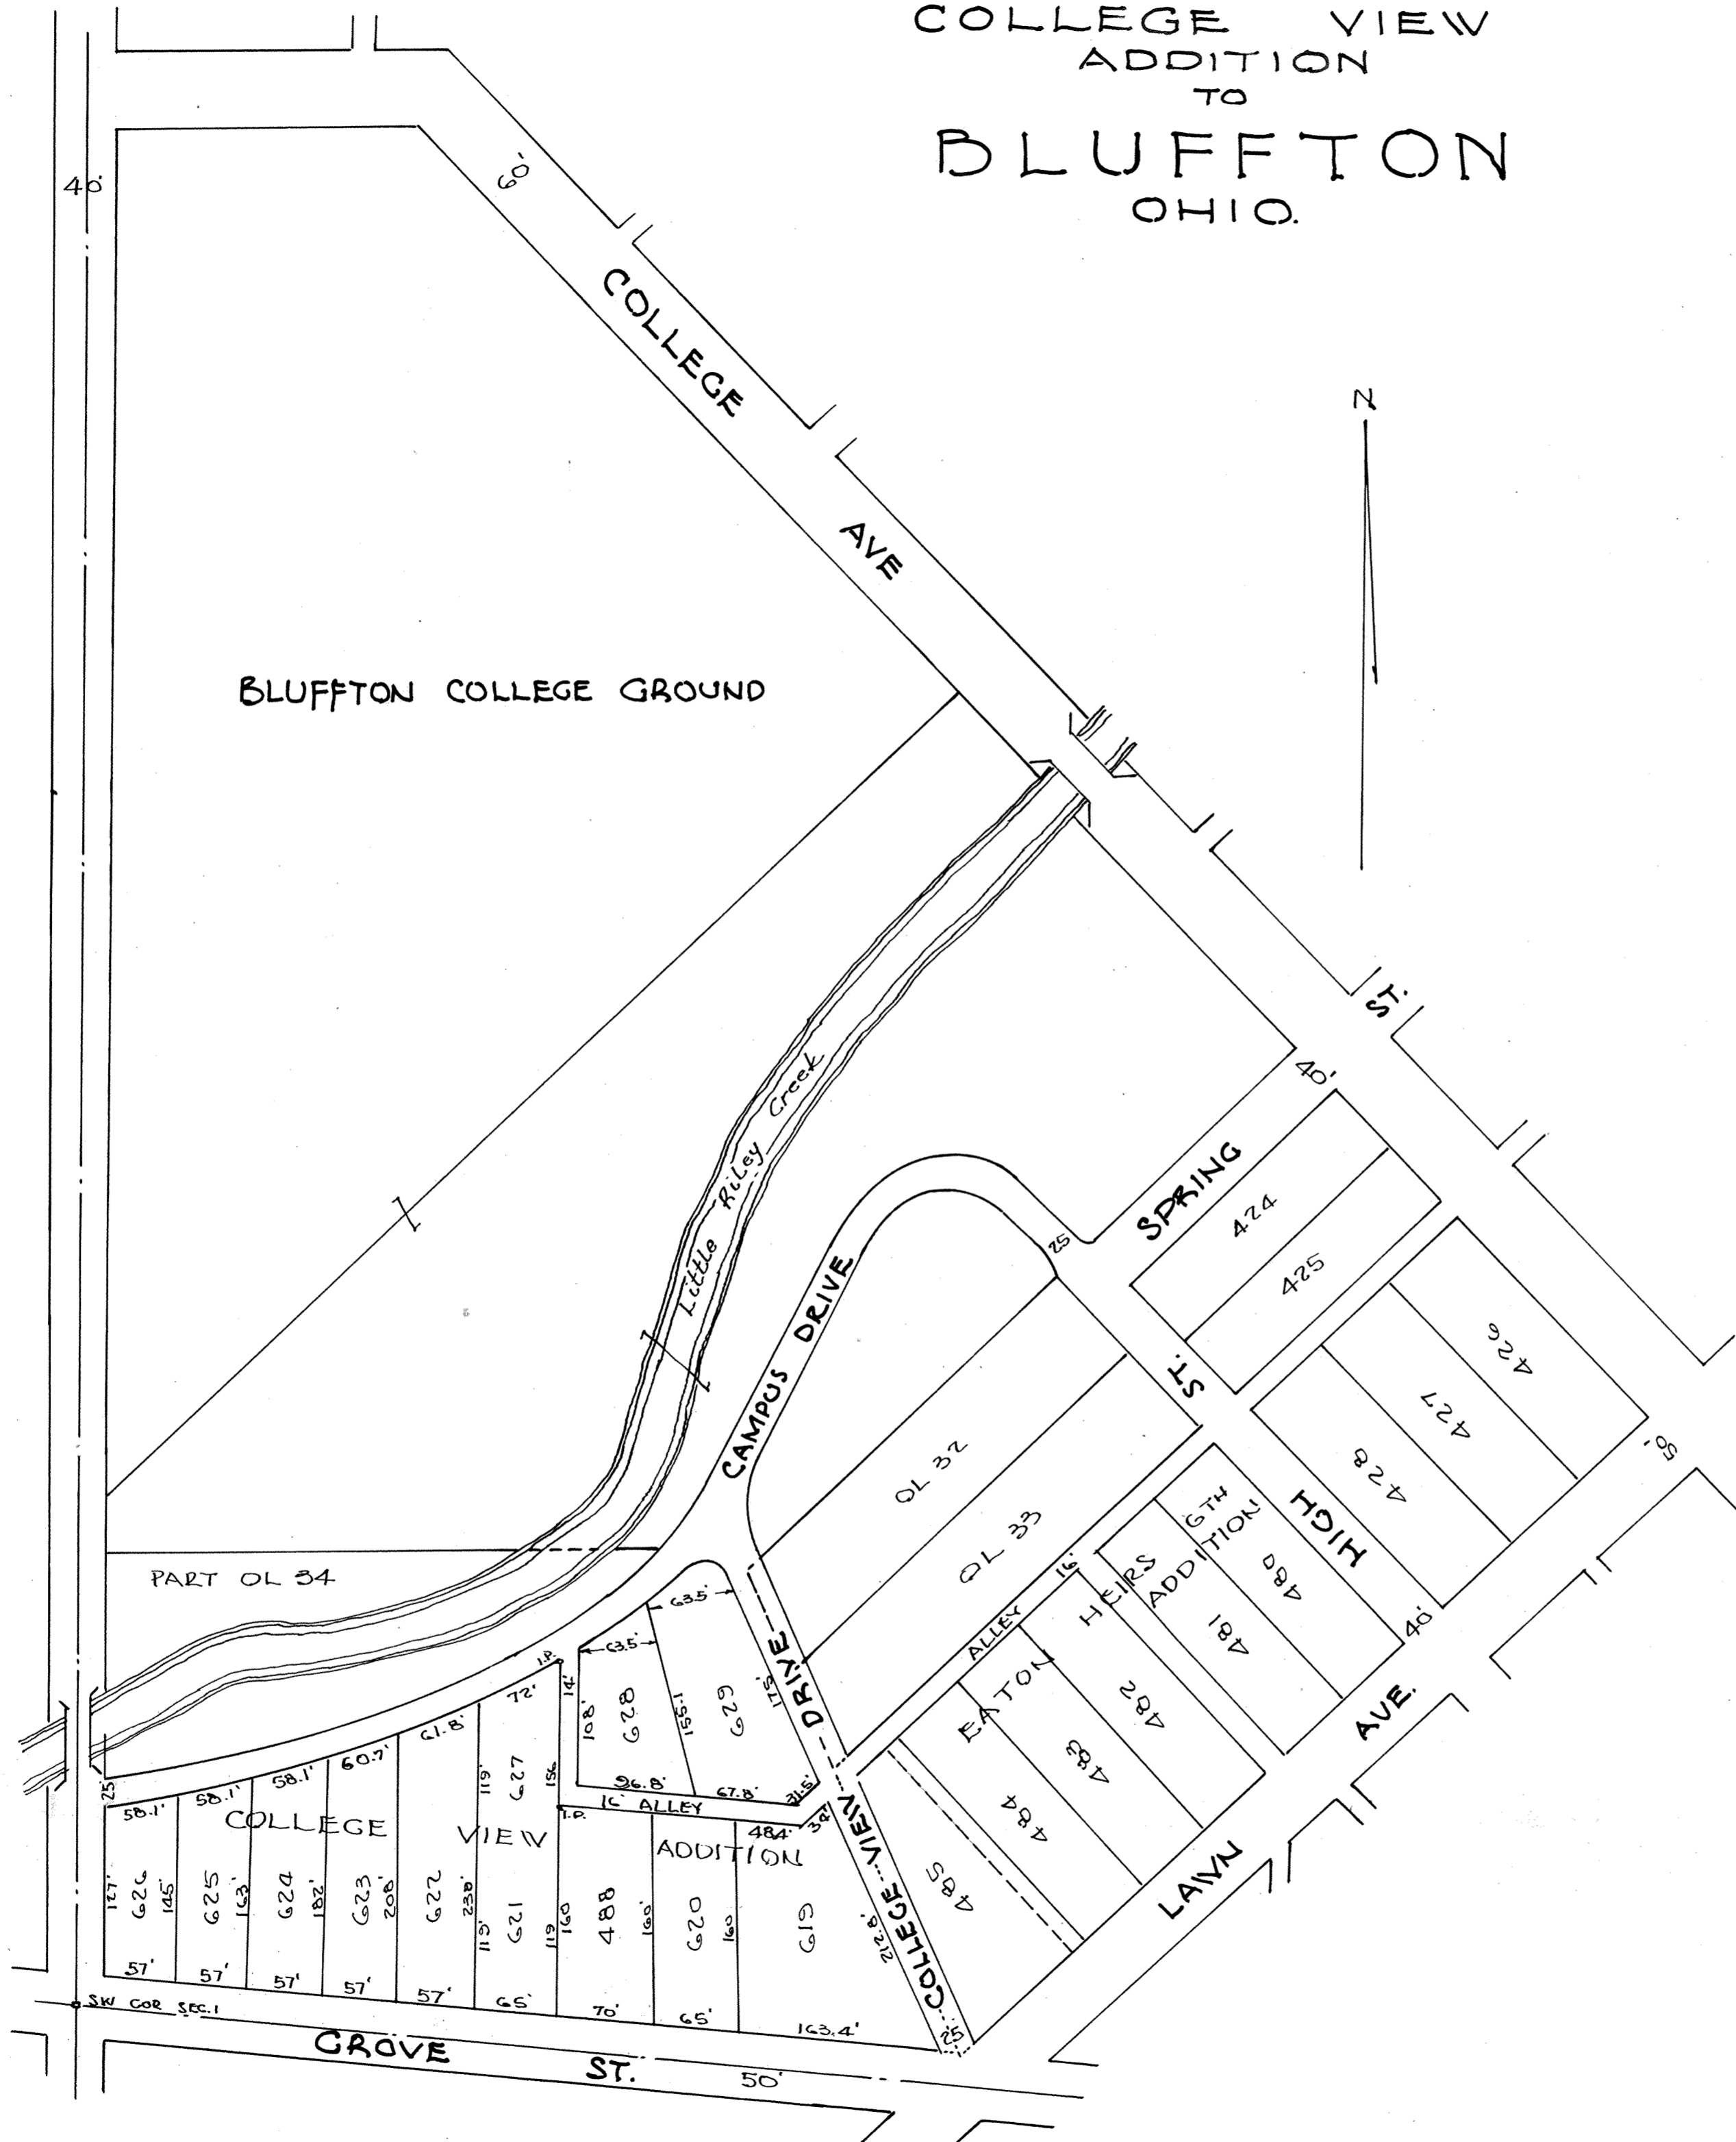 COLLEGE VIEW
ADDITION
TO
BLUFFTON
OHIO.
40'
60'
COLLEGE
AVE
N
BLUFFTON COLLEGE GROUND
ST.
40'
Little Riley Creek
SPRING
424
425
25
CAMPUS DRIVE
ST.
426
427
428
50'
OL 32
OL 33
HIGH
6TH
ADDITION
HEIRS
480
481
16'
ALLEY
EATON
482
483
484
485
40'
AVE.
LAWN
PART OL 34
63.5'
63.5'
I.P.
14'
72'
108'
628
155.1'
629
175'
DRIVE
61.8'
60.7'
58.1'
58.1'
58.1'
25'
119'
627
156
96.8'
67.8'
31.5'
16' ALLEY
I.P.
48.4'
34'
COLLEGE
VIEW
ADDITION
COLLEGE VIEW
127'
626
145'
625
163'
624
182'
623
208'
622
230'
119'
621
119
160
488
160'
620
160
619
212.8'
57'
57'
57'
57'
57'
65'
70'
65'
163.4'
25
SW COR SEC. 1
GROVE
ST.
50'